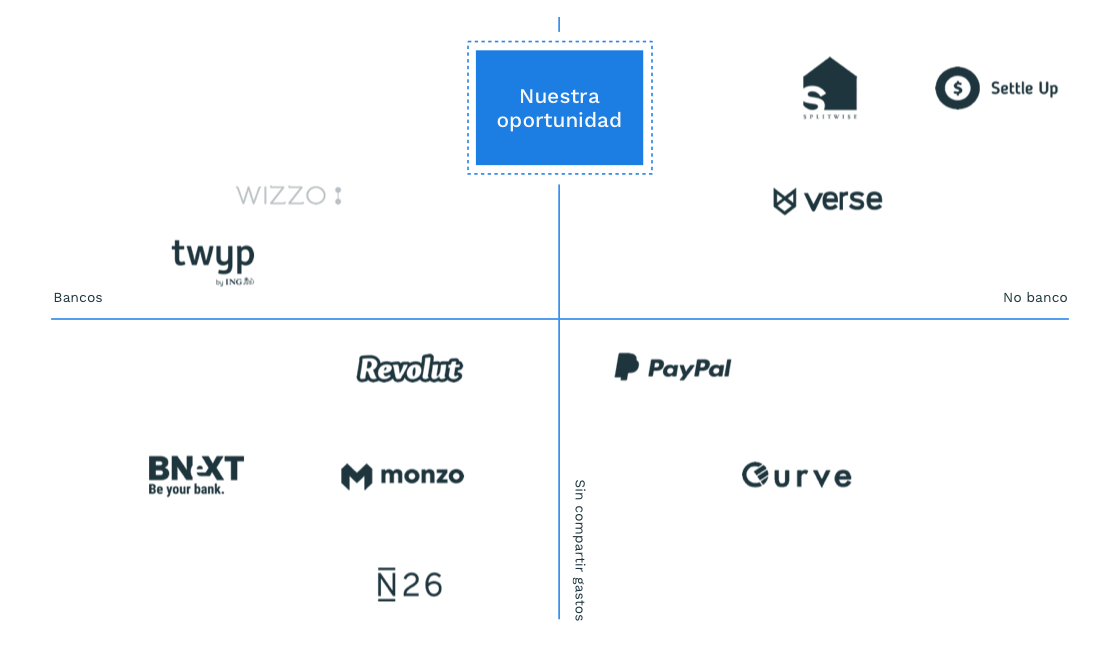 Nuestra
oportunidad
SPLITWISE
$ Settle Up
WIZZO
verse
twyp
by ING
Bancos
No banco
Revolut
PayPal
BNEXT
Be your bank.
monzo
Curve
Sin compartir gastos
N26